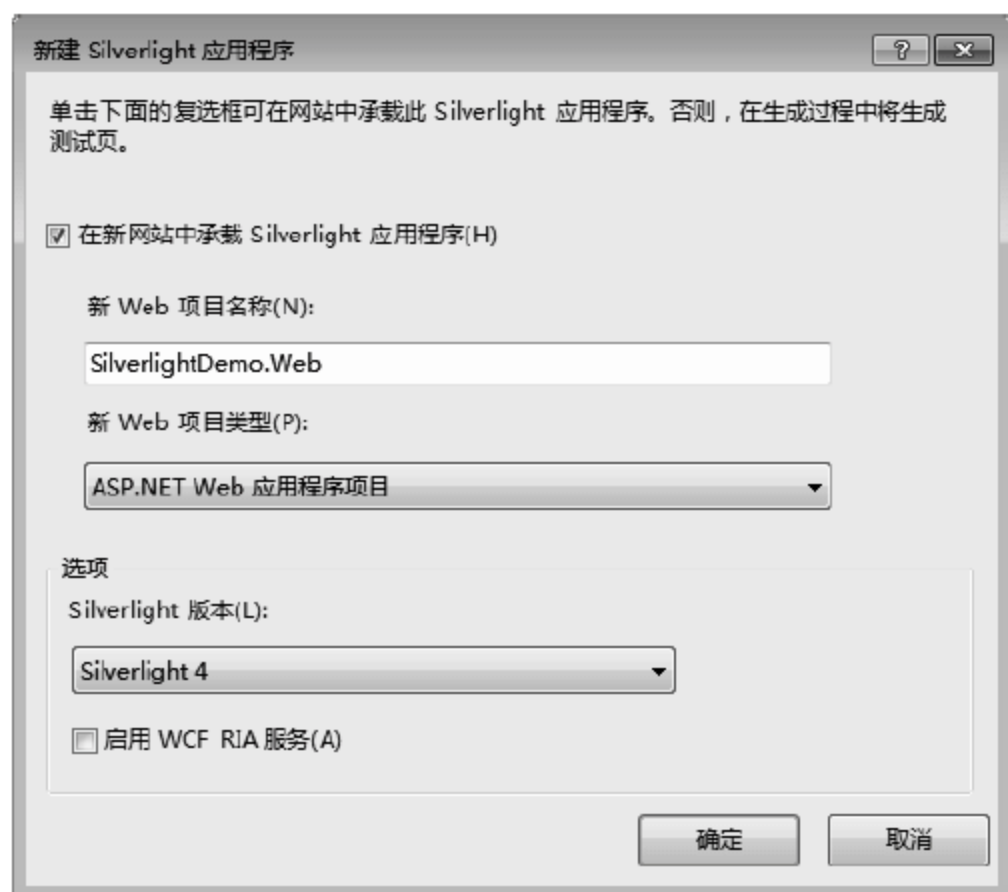 新建 Silverlight 应用程序
?
单击下面的复选框可在网站中承载此 Silverlight 应用程序。否则，在生成过程中将生成
测试页。
在新网站中承载 Silverlight 应用程序(H)
新 Web 项目名称(N):
SilverlightDemo.Web
新 Web 项目类型(P):
ASP.NET Web 应用程序项目
选项
Silverlight 版本(L):
Silverlight 4
启用 WCF RIA 服务(A)
确定
取消